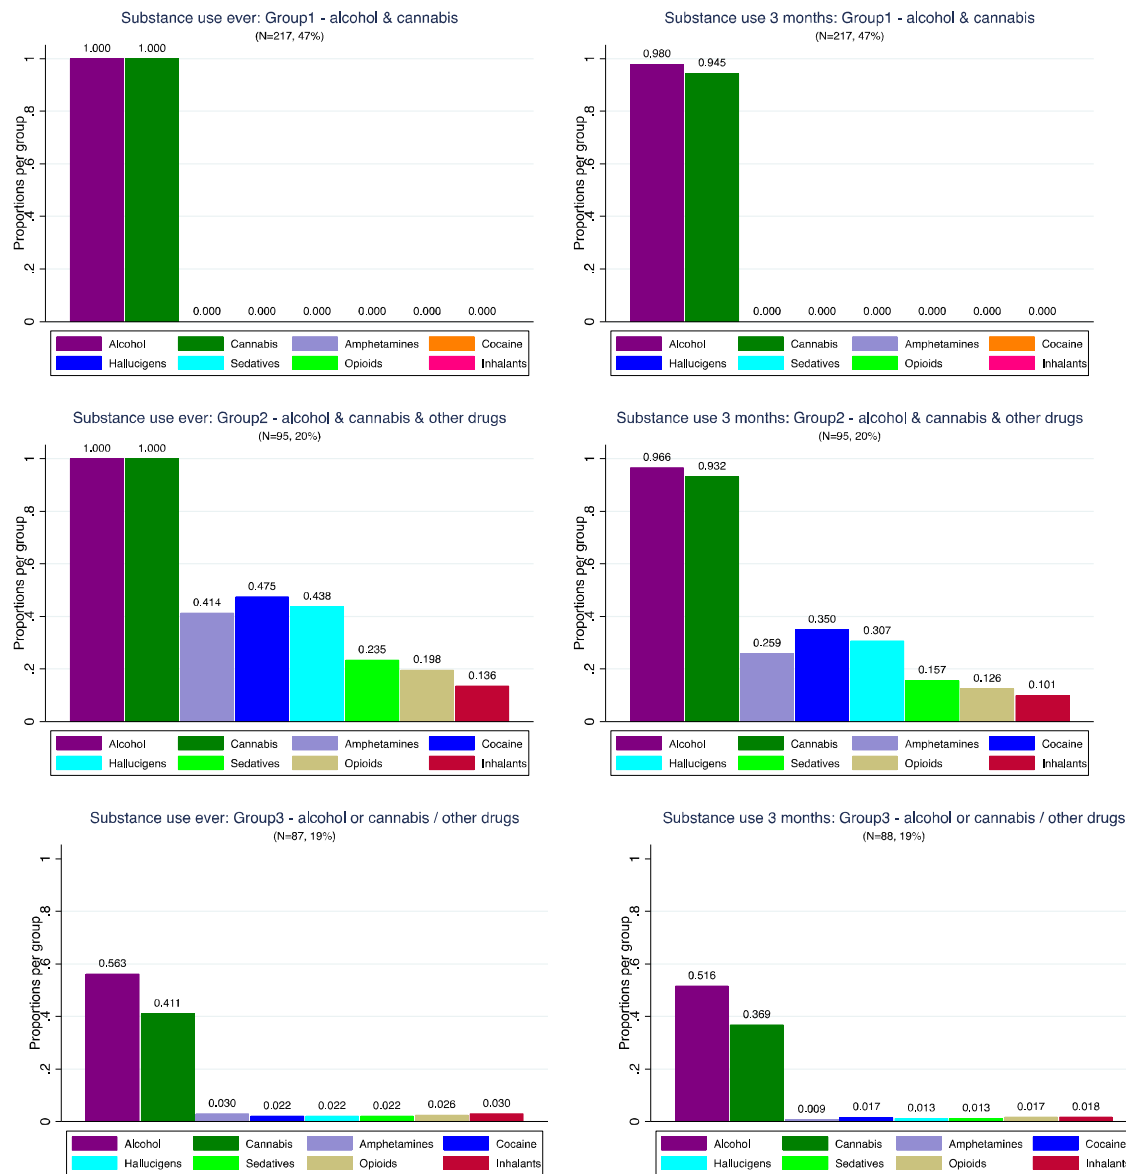 Substance use ever: Group1 - alcohol & cannabis
(N=217, 47%)
Proportions per group
1
.8
.6
.4
.2
0
1.000 1.000 0.000 0.000 0.000 0.000 0.000 0.000
Alcohol Cannabis Amphetamines Cocaine
Hallucigens Sedatives Opioids Inhalants
Substance use 3 months: Group1 - alcohol & cannabis
(N=217, 47%)
Proportions per group
1
.8
.6
.4
.2
0
0.980 0.945 0.000 0.000 0.000 0.000 0.000 0.000
Alcohol Cannabis Amphetamines Cocaine
Hallucigens Sedatives Opioids Inhalants
Substance use ever: Group2 - alcohol & cannabis & other drugs
(N=95, 20%)
Proportions per group
1
.8
.6
.4
.2
0
1.000 1.000 0.414 0.475 0.438 0.235 0.198 0.136
Alcohol Cannabis Amphetamines Cocaine
Hallucigens Sedatives Opioids Inhalants
Substance use 3 months: Group2 - alcohol & cannabis & other drugs
(N=95, 20%)
Proportions per group
1
.8
.6
.4
.2
0
0.966 0.932 0.259 0.350 0.307 0.157 0.126 0.101
Alcohol Cannabis Amphetamines Cocaine
Hallucigens Sedatives Opioids Inhalants
Substance use ever: Group3 - alcohol or cannabis / other drugs
(N=87, 19%)
Proportions per group
1
.8
.6
.4
.2
0
0.563 0.411 0.030 0.022 0.022 0.022 0.026 0.030
Alcohol Cannabis Amphetamines Cocaine
Hallucigens Sedatives Opioids Inhalants
Substance use 3 months: Group3 - alcohol or cannabis / other drugs
(N=88, 19%)
Proportions per group
1
.8
.6
.4
.2
0
0.516 0.369 0.009 0.017 0.013 0.013 0.017 0.018
Alcohol Cannabis Amphetamines Cocaine
Hallucigens Sedatives Opioids Inhalants